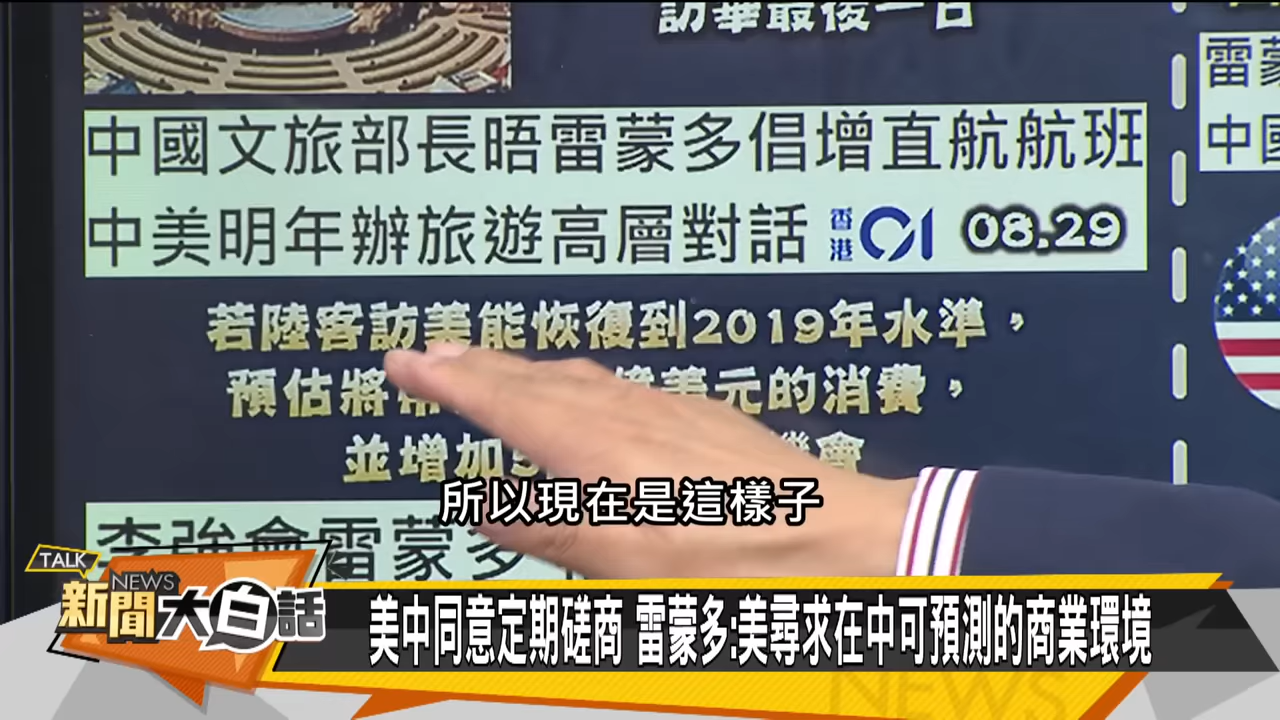 訪華最後一日
中國文旅部長晤雷蒙多倡增直航航班
中美明年辦旅遊高層對話 香港01 08.29
若陸客訪美能恢復到2019年水準，
預估將 美元的消費，
並增加5
李強會雷蒙多
雷蒙
中國
所以現在是這樣子
TALK
NEWS
新聞大白話
美中同意定期磋商 雷蒙多:美尋求在中可預測的商業環境
NEWS